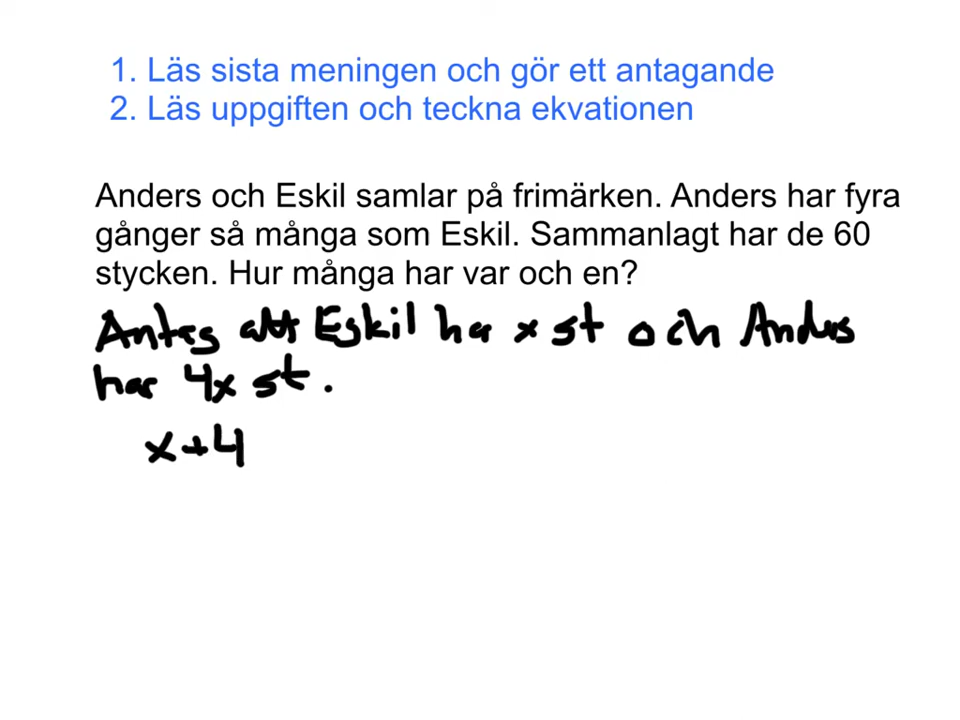 1. Läs sista meningen och gör ett antagande
2. Läs uppgiften och teckna ekvationen
Anders och Eskil samlar på frimärken. Anders har fyra
gånger så många som Eskil. Sammanlagt har de 60
stycken. Hur många har var och en?
Antag att Eskil har x st och Anders
har 4x st.
x+4